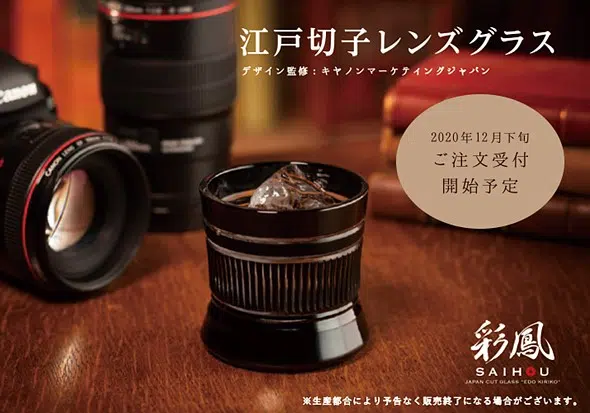 江戸切子レンズグラス
デザイン監修：キヤノンマーケティングジャパン
2020年12月下旬
ご注文受付
開始予定
Canon
彩鳳
SAIHOU
JAPAN CUT GLASS "EDO KIRIKO"
※生産都合により予告なく販売終了になる場合がございます。